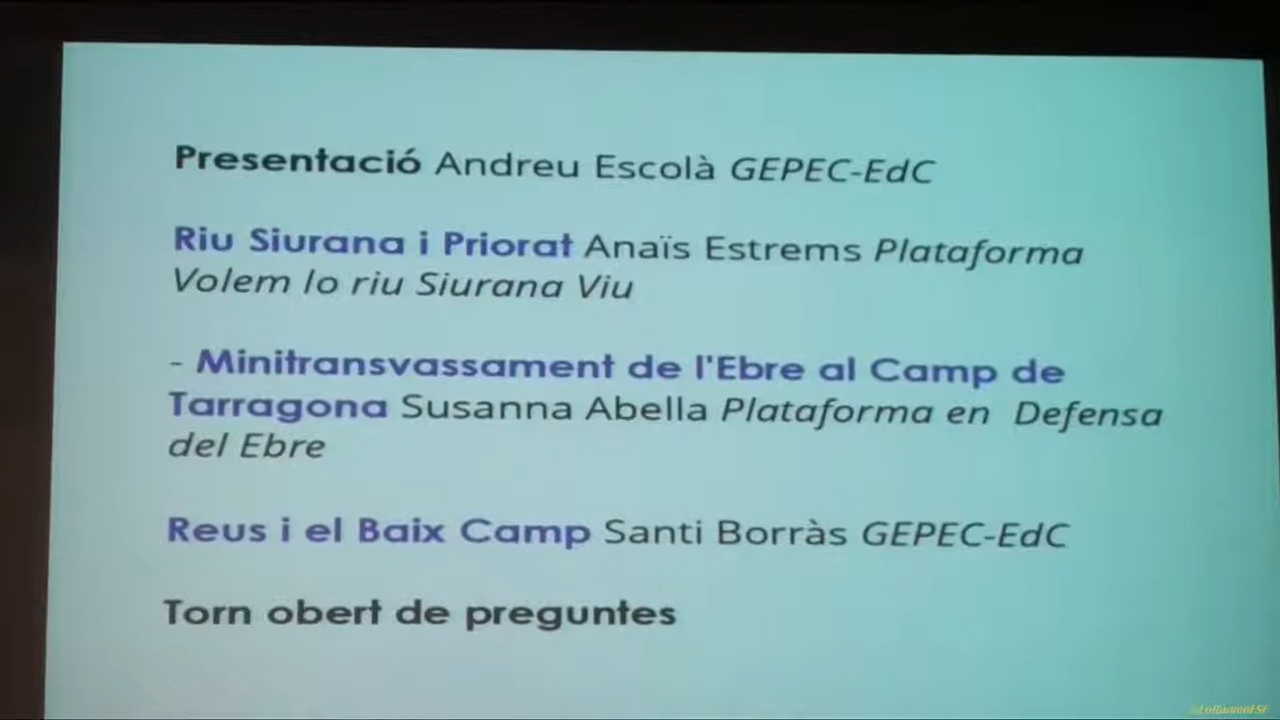 Presentació Andreu Escolà GEPEC-EdC
Riu Siurana i Priorat Anaïs Estrems Plataforma
Volem lo riu Siurana Viu
- Minitransvassament de l'Ebre al Camp de
Tarragona Susanna Abella Plataforma en Defensa
del Ebre
Reus i el Baix Camp Santi Borràs GEPEC-EdC
Torn obert de preguntes